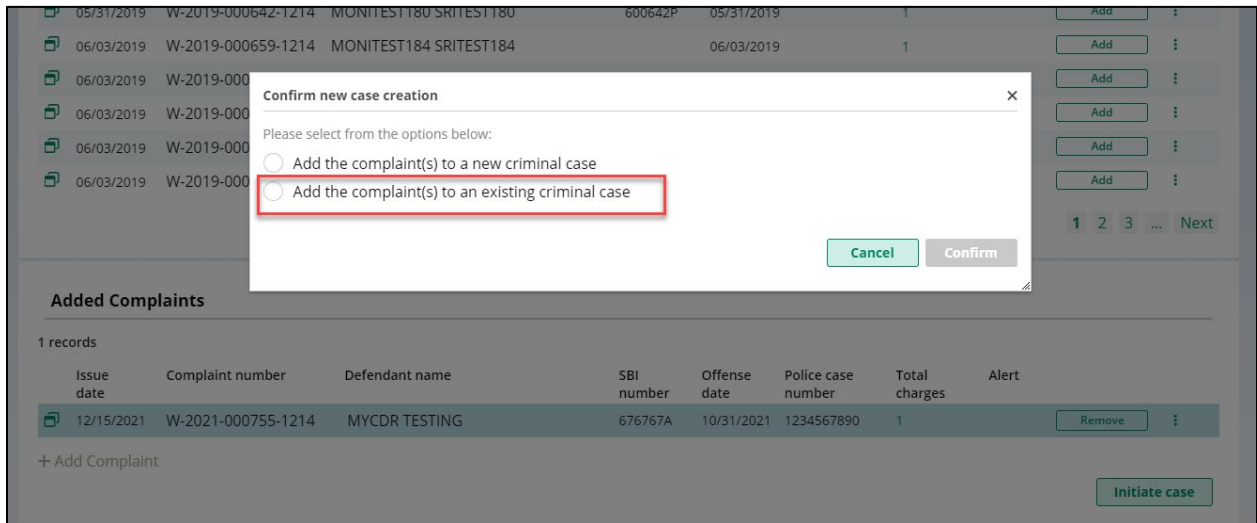 05/31/2019 W-2019-000642-1214 MONITEST180 SRITEST180 600642P 05/31/2019 1 Add
06/03/2019 W-2019-000659-1214 MONITEST184 SRITEST184 06/03/2019 1 Add
06/03/2019 W-2019-000 Add
06/03/2019 W-2019-000 Add
06/03/2019 W-2019-000 Add
06/03/2019 W-2019-000 Add
1 2 3 ... Next
Confirm new case creation ×
Please select from the options below:
Add the complaint(s) to a new criminal case
Add the complaint(s) to an existing criminal case
Cancel Confirm
Added Complaints
1 records
Issue date Complaint number Defendant name SBI number Offense date Police case number Total charges Alert
12/15/2021 W-2021-000755-1214 MYCDR TESTING 676767A 10/31/2021 1234567890 1 Remove
+ Add Complaint
Initiate case